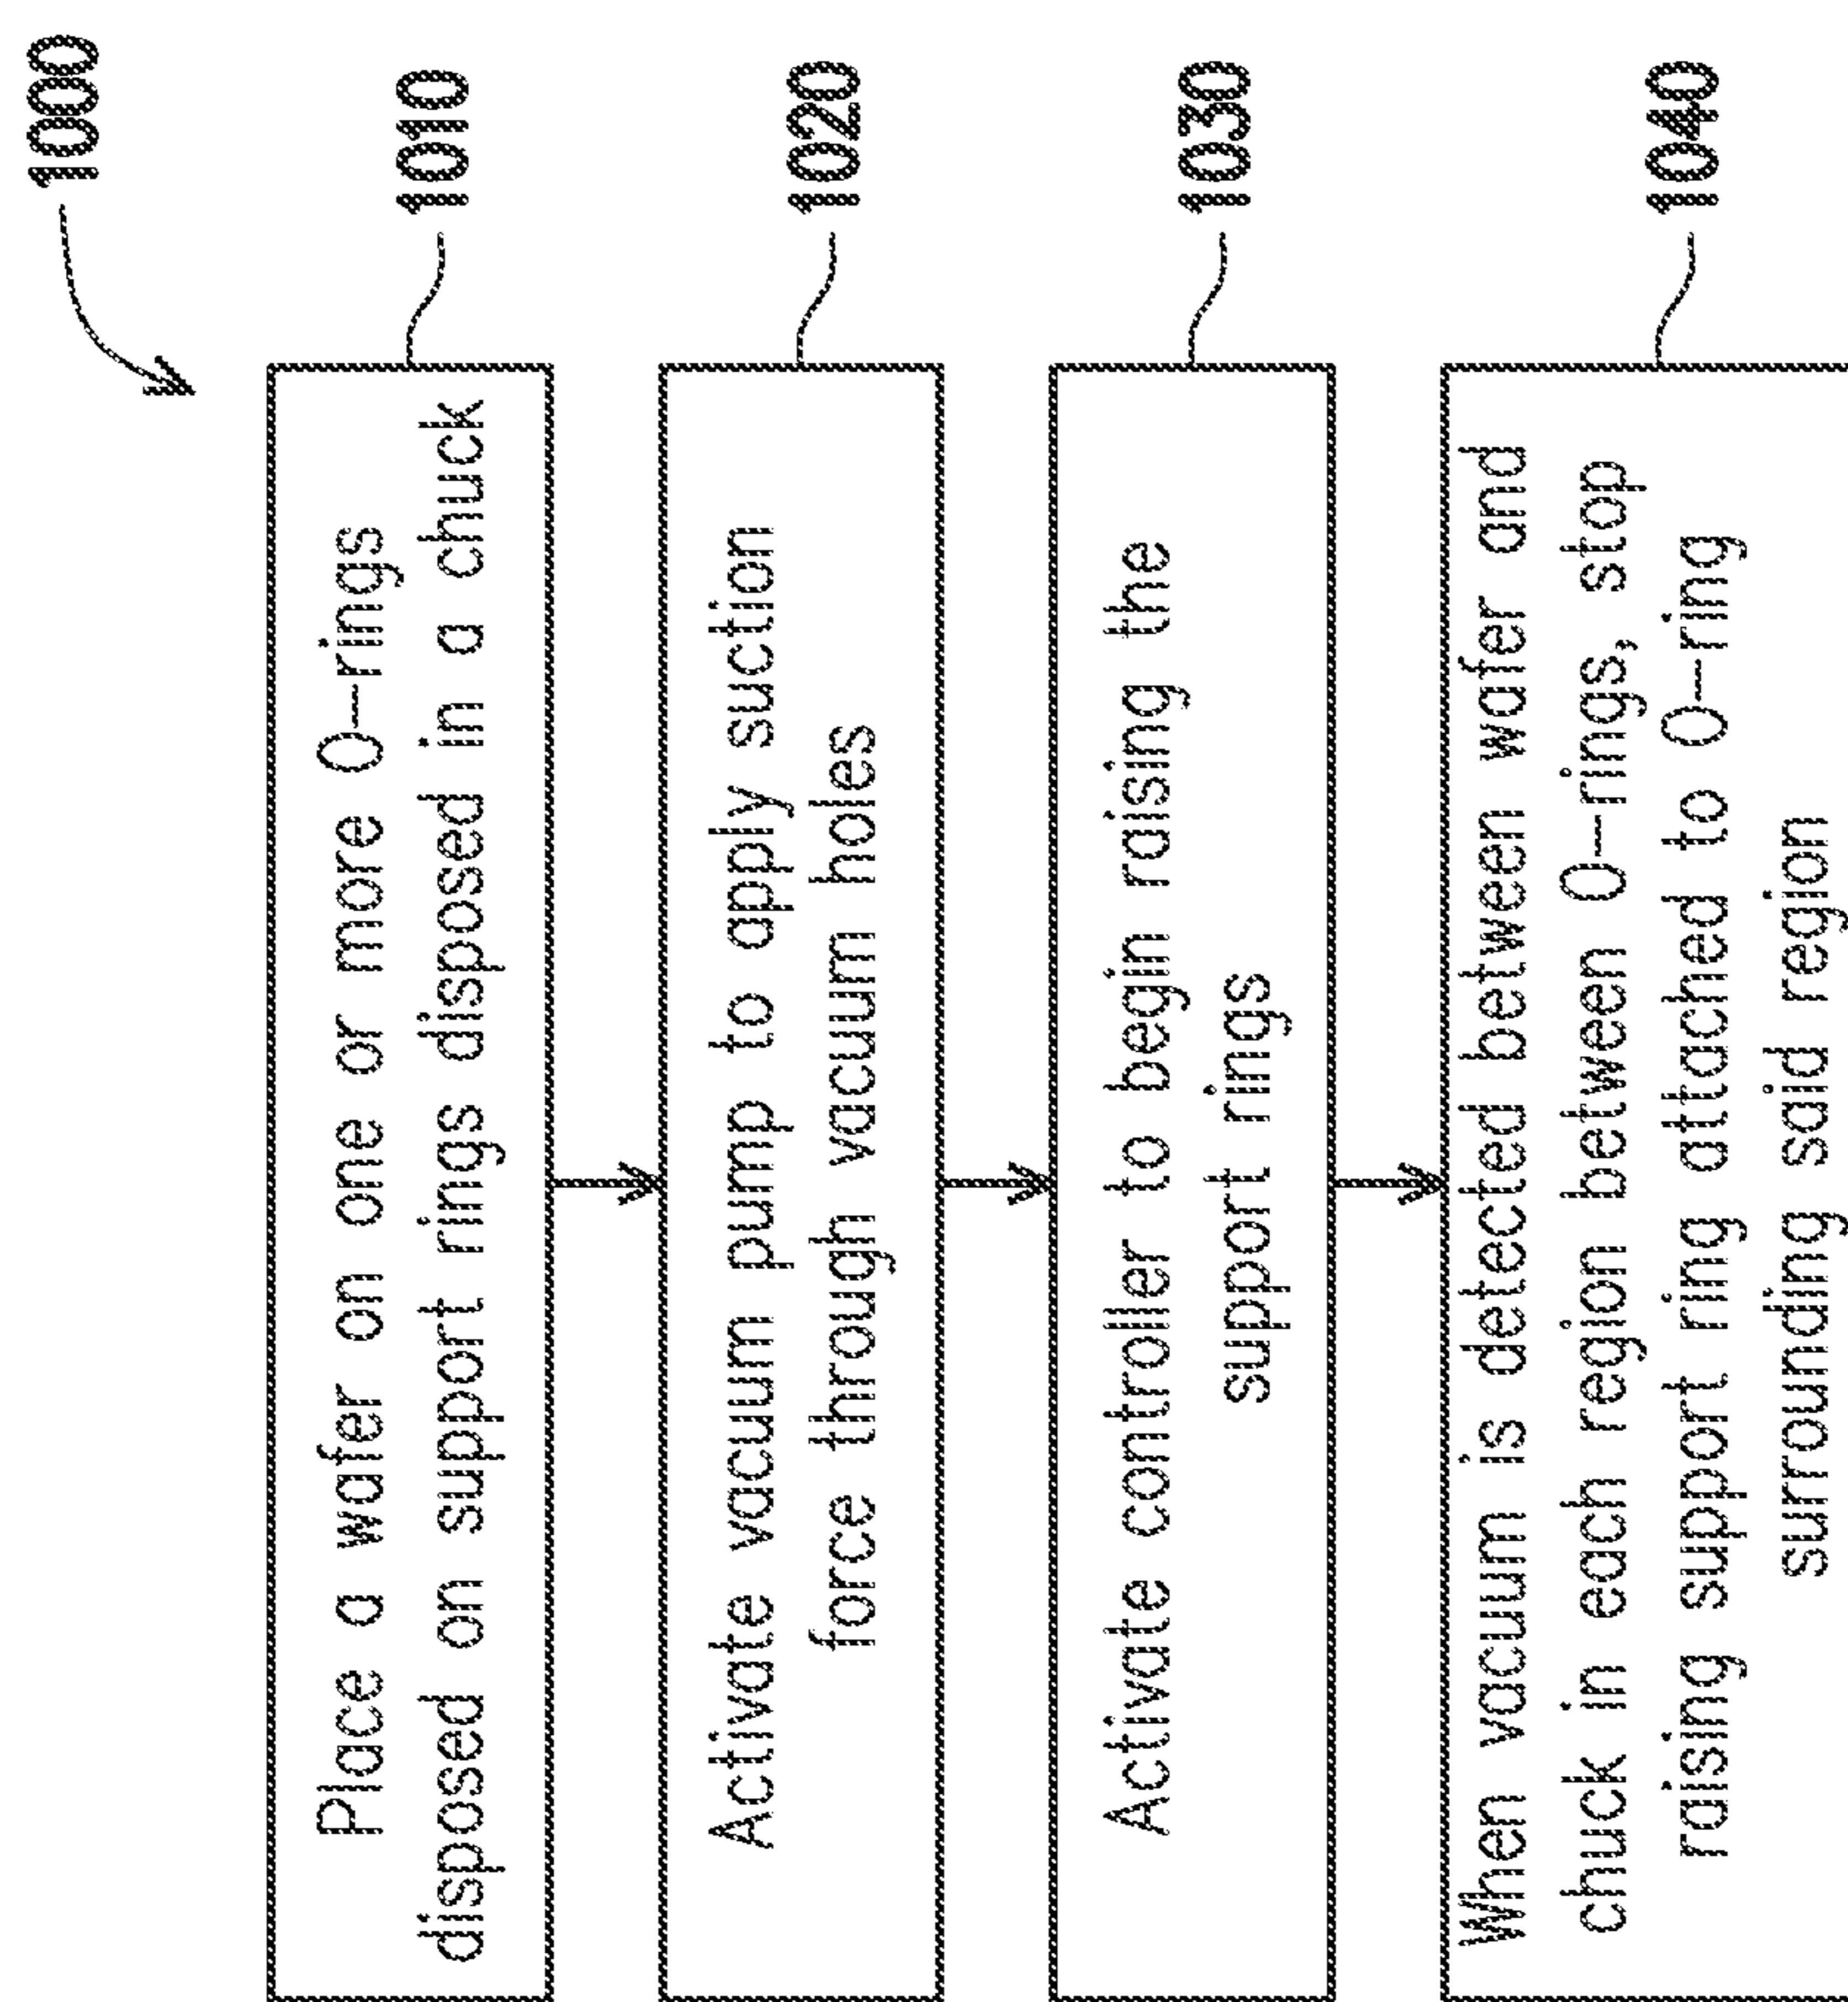 1000
Place a wafer on one or more O-rings
disposed on support rings disposed in a chuck
1010
Activate vacuum pump to apply suction
force through vacuum holes
1020
Activate controller to begin raising the
support rings
1030
When vacuum is detected between wafer and
chuck in each region between O-rings, stop
raising support ring attached to O-ring
surrounding said region
1040